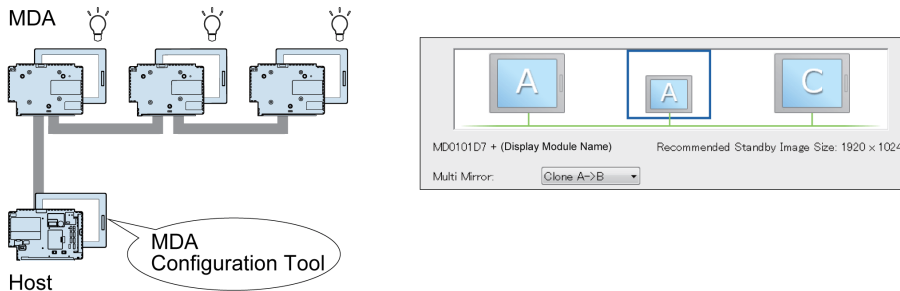 MDA
MDA
Configuration Tool
Host
A
A
C
MD0101D7 + (Display Module Name)
Recommended Standby Image Size: 1920 × 1024
Multi Mirror:
Clone A->B